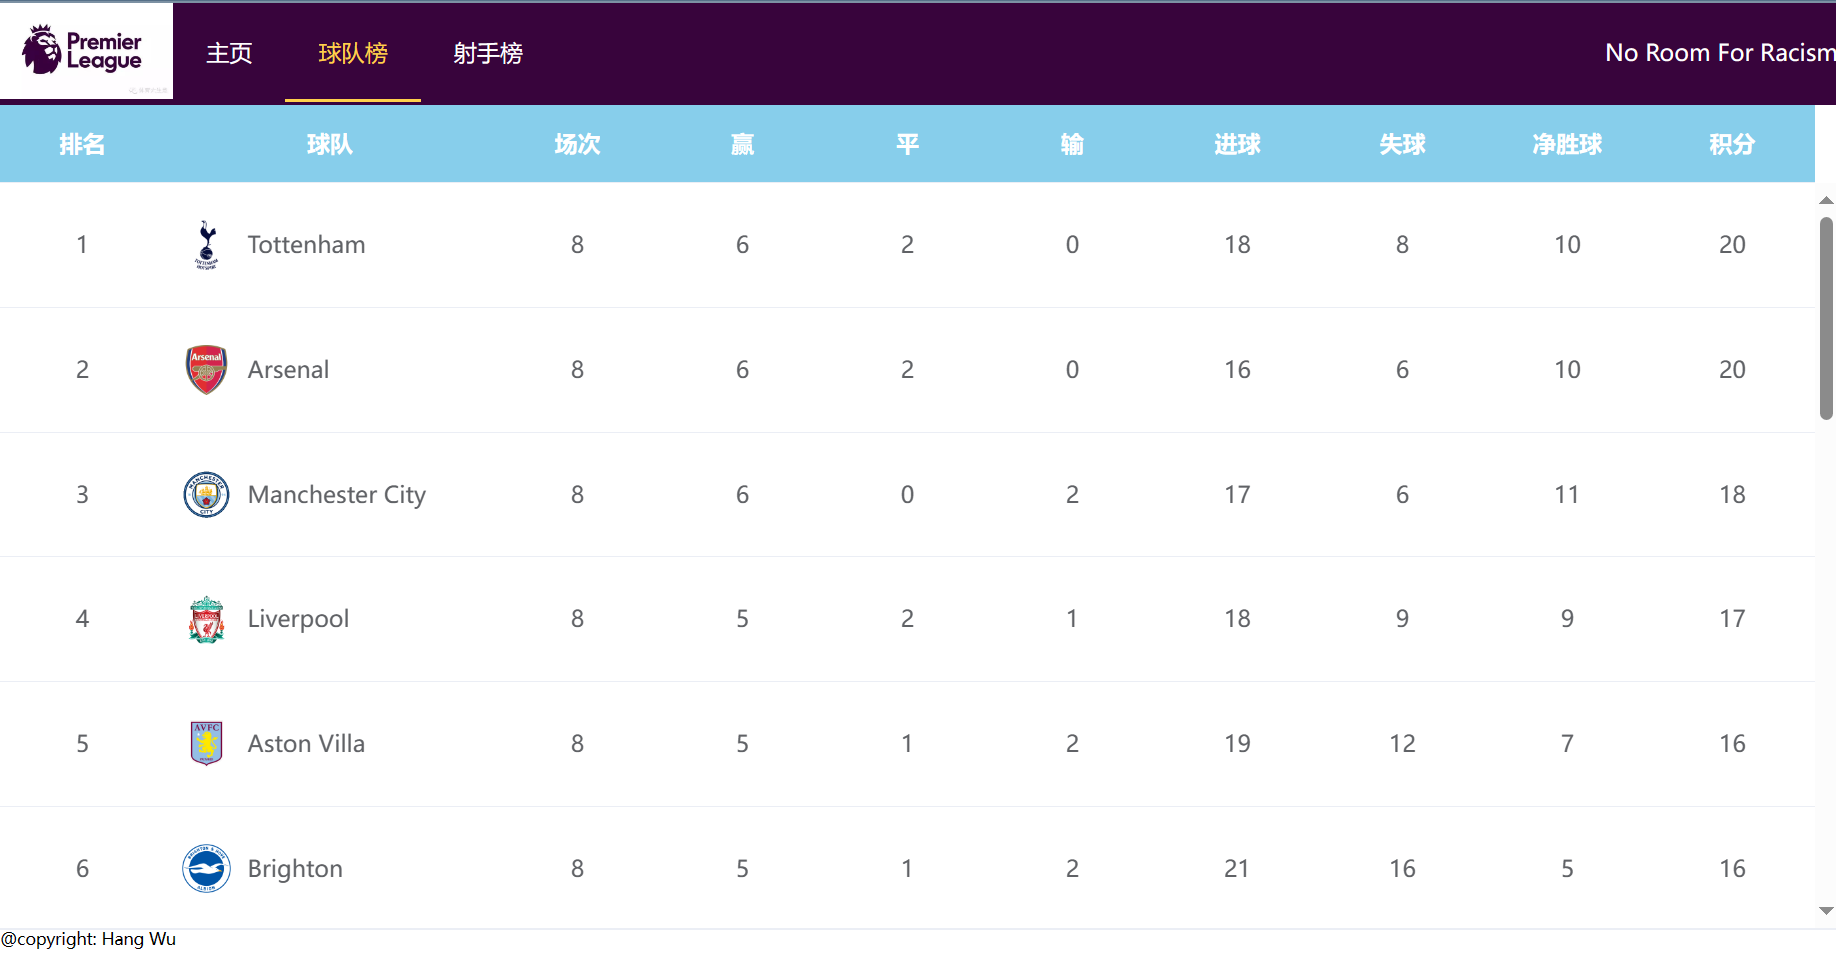 Premier League 主页 球队榜 射手榜 No Room For Racism
排名 球队 场次 赢 平 输 进球 失球 净胜球 积分
1 Tottenham 8 6 2 0 18 8 10 20
2 Arsenal 8 6 2 0 16 6 10 20
3 Manchester City 8 6 0 2 17 6 11 18
4 Liverpool 8 5 2 1 18 9 9 17
5 Aston Villa 8 5 1 2 19 12 7 16
6 Brighton 8 5 1 2 21 16 5 16
@copyright: Hang Wu